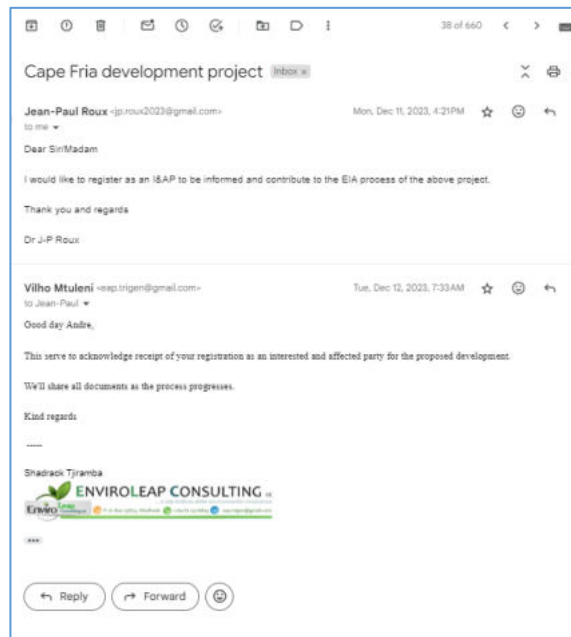 38 of 660
Cape Fria development project Inbox x
Jean-Paul Roux <jp.roux2023@gmail.com> Mon, Dec 11, 2023, 4:21PM
to me
Dear Sir/Madam
I would like to register as an I&AP to be informed and contribute to the EIA process of the above project.
Thank you and regards
Dr J-P Roux
Vilho Mtuleni <eap.trigen@gmail.com> Tue, Dec 12, 2023, 7:33AM
to Jean-Paul
Good day Andre,
This serve to acknowledge receipt of your registration as an interested and affected party for the proposed development.
We'll share all documents as the process progresses.
Kind regards
-----
Shadrack Tjiramba
ENVIROLEAP CONSULTING cc
Enviro Leap
Reply Forward